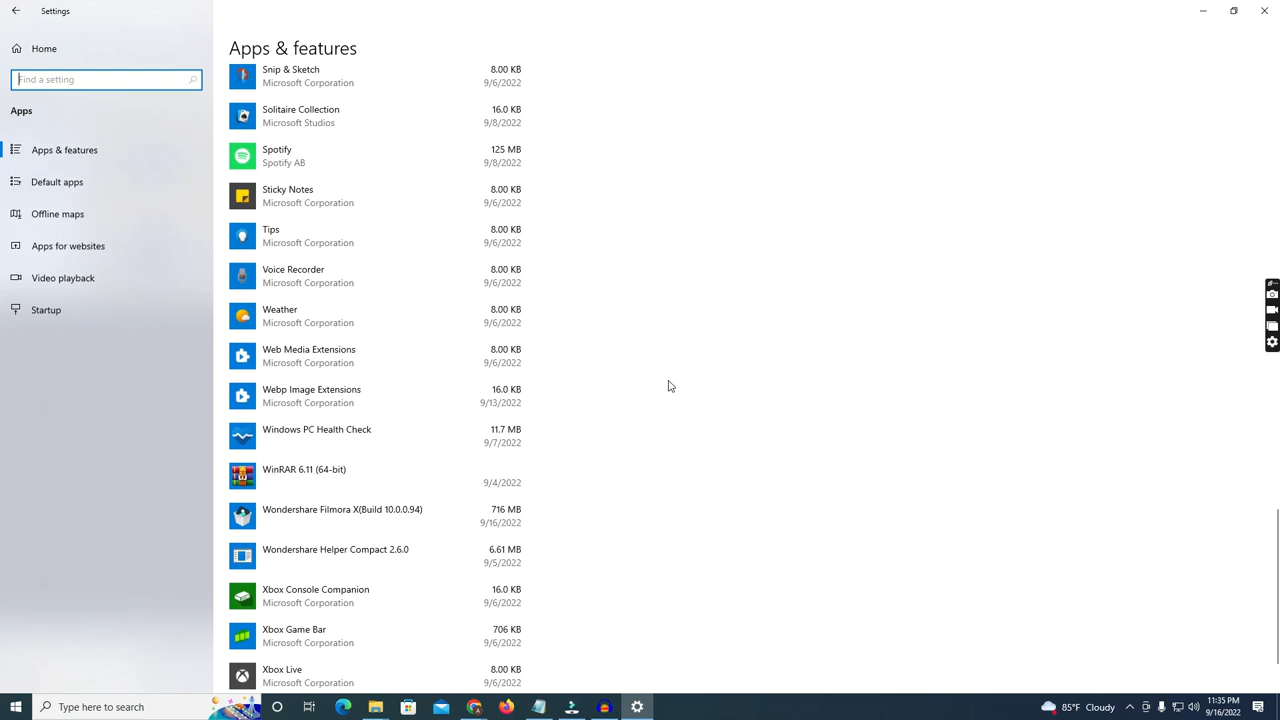 Settings
Home
Find a setting
Apps
Apps & features
Default apps
Offline maps
Apps for websites
Video playback
Startup
Apps & features
Snip & Sketch 8.00 KB
Microsoft Corporation 9/6/2022
Solitaire Collection 16.0 KB
Microsoft Studios 9/8/2022
Spotify 125 MB
Spotify AB 9/8/2022
Sticky Notes 8.00 KB
Microsoft Corporation 9/6/2022
Tips 8.00 KB
Microsoft Corporation 9/6/2022
Voice Recorder 8.00 KB
Microsoft Corporation 9/6/2022
Weather 8.00 KB
Microsoft Corporation 9/6/2022
Web Media Extensions 8.00 KB
Microsoft Corporation 9/6/2022
Webp Image Extensions 16.0 KB
Microsoft Corporation 9/13/2022
Windows PC Health Check 11.7 MB
9/7/2022
WinRAR 6.11 (64-bit)
9/4/2022
Wondershare Filmora X(Build 10.0.0.94) 716 MB
9/16/2022
Wondershare Helper Compact 2.6.0 6.61 MB
9/5/2022
Xbox Console Companion 16.0 KB
Microsoft Corporation 9/6/2022
Xbox Game Bar 706 KB
Microsoft Corporation 9/6/2022
Xbox Live 8.00 KB
Microsoft Corporation 9/6/2022
Type here to search
85°F Cloudy
11:35 PM
9/16/2022